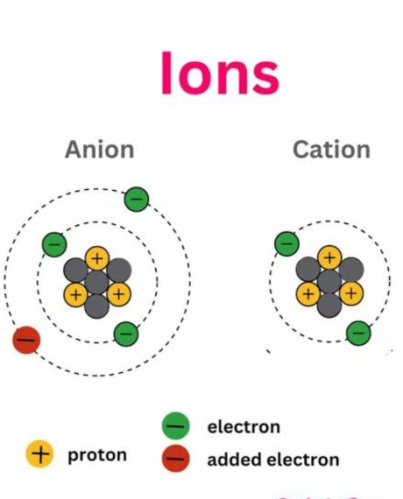 Ions
Anion Cation
electron
proton
added electron